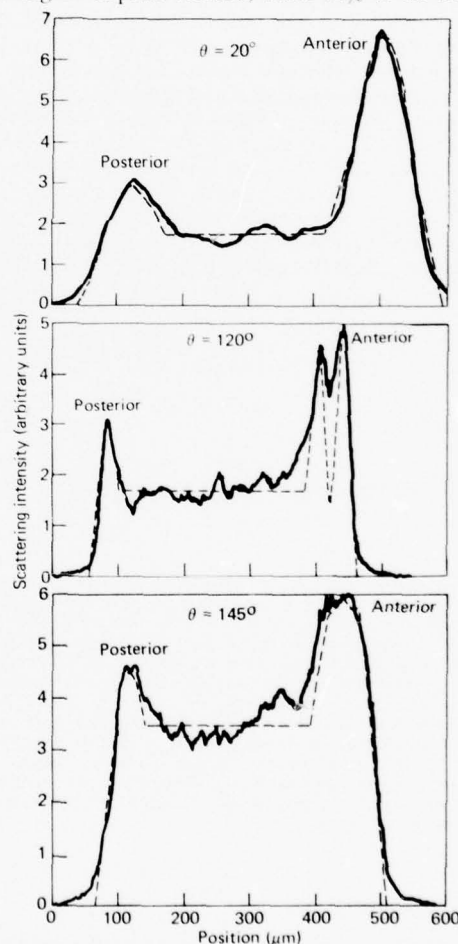 7
6
5
4
3
2
1
0
θ = 20°
Anterior
Posterior
5
4
3
2
1
0
θ = 120°
Anterior
Posterior
6
5
4
3
2
1
0
θ = 145°
Anterior
Posterior
Scattering intensity (arbitrary units)
0 100 200 300 400 500 600
Position (μm)